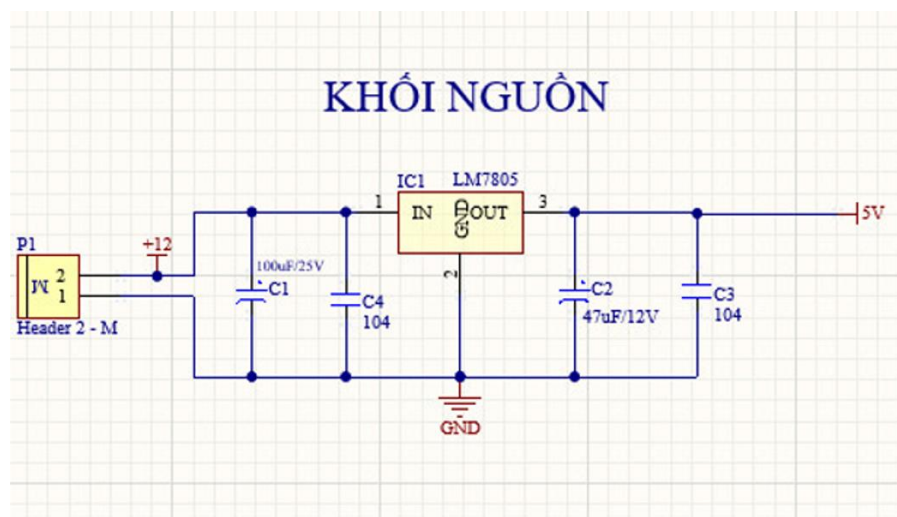 KHỐI NGUỒN
IC1 LM7805
1 IN GND OUT 3
2
5V
P1
+12
2
1
M
Header 2 - M
100uF/25V
C1
C4
104
C2
47uF/12V
C3
104
GND